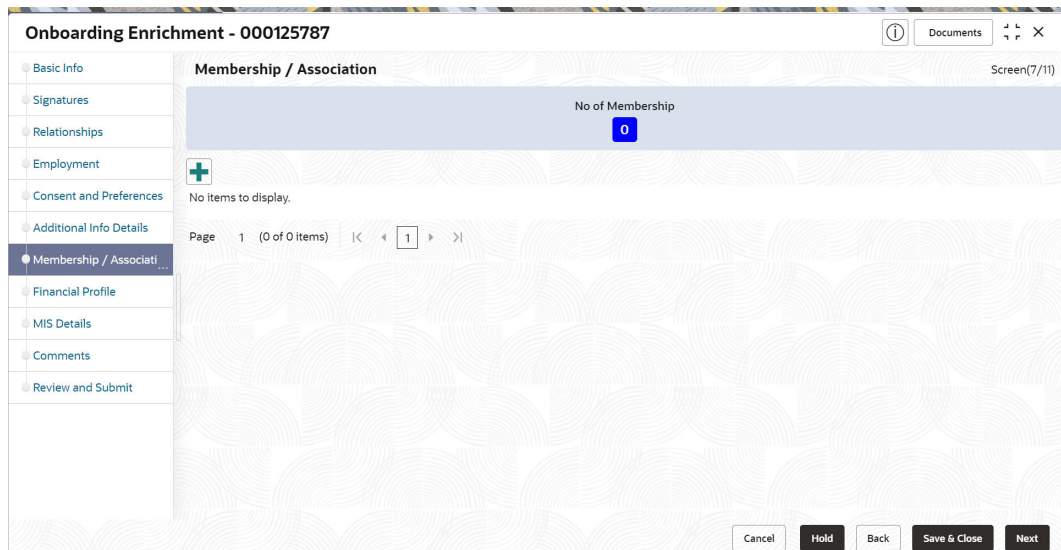 Onboarding Enrichment - 000125787
Documents
Basic Info
Signatures
Relationships
Employment
Consent and Preferences
Additional Info Details
Membership / Associati...
Financial Profile
MIS Details
Comments
Review and Submit
Membership / Association
Screen(7/11)
No of Membership
0
No items to display.
Page 1 (0 of 0 items) 1
Cancel Hold Back Save & Close Next